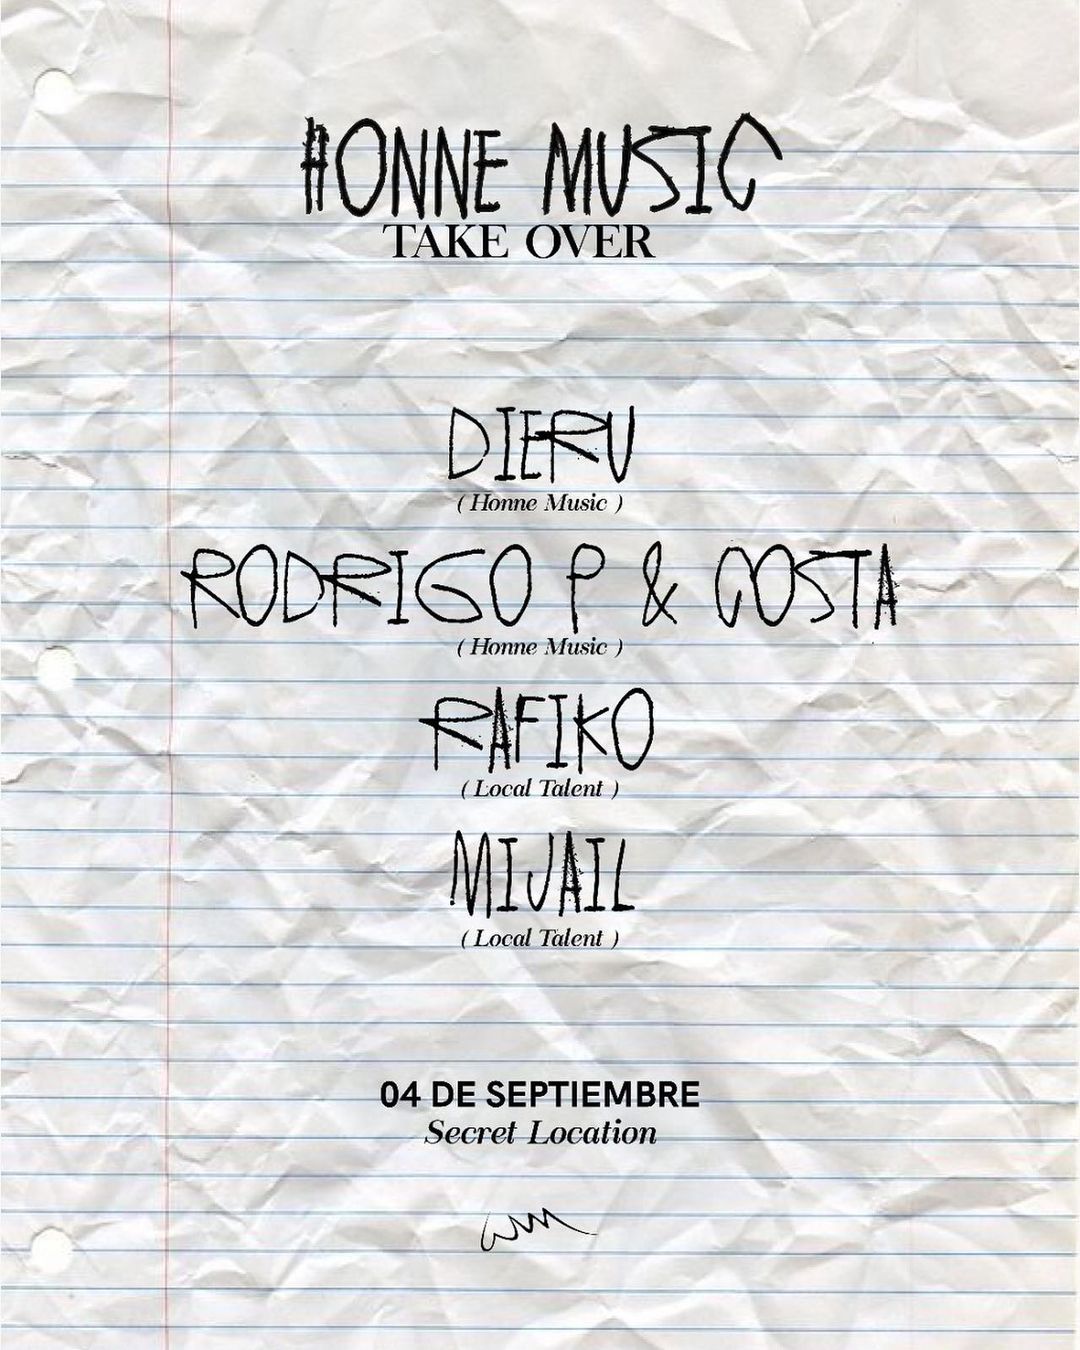 HONNE MUSIC
TAKE OVER
DIERU
( Honne Music )
RODRIGO P & COSTA
( Honne Music )
RAFIKO
( Local Talent )
MIJAIL
( Local Talent )
04 DE SEPTIEMBRE
Secret Location